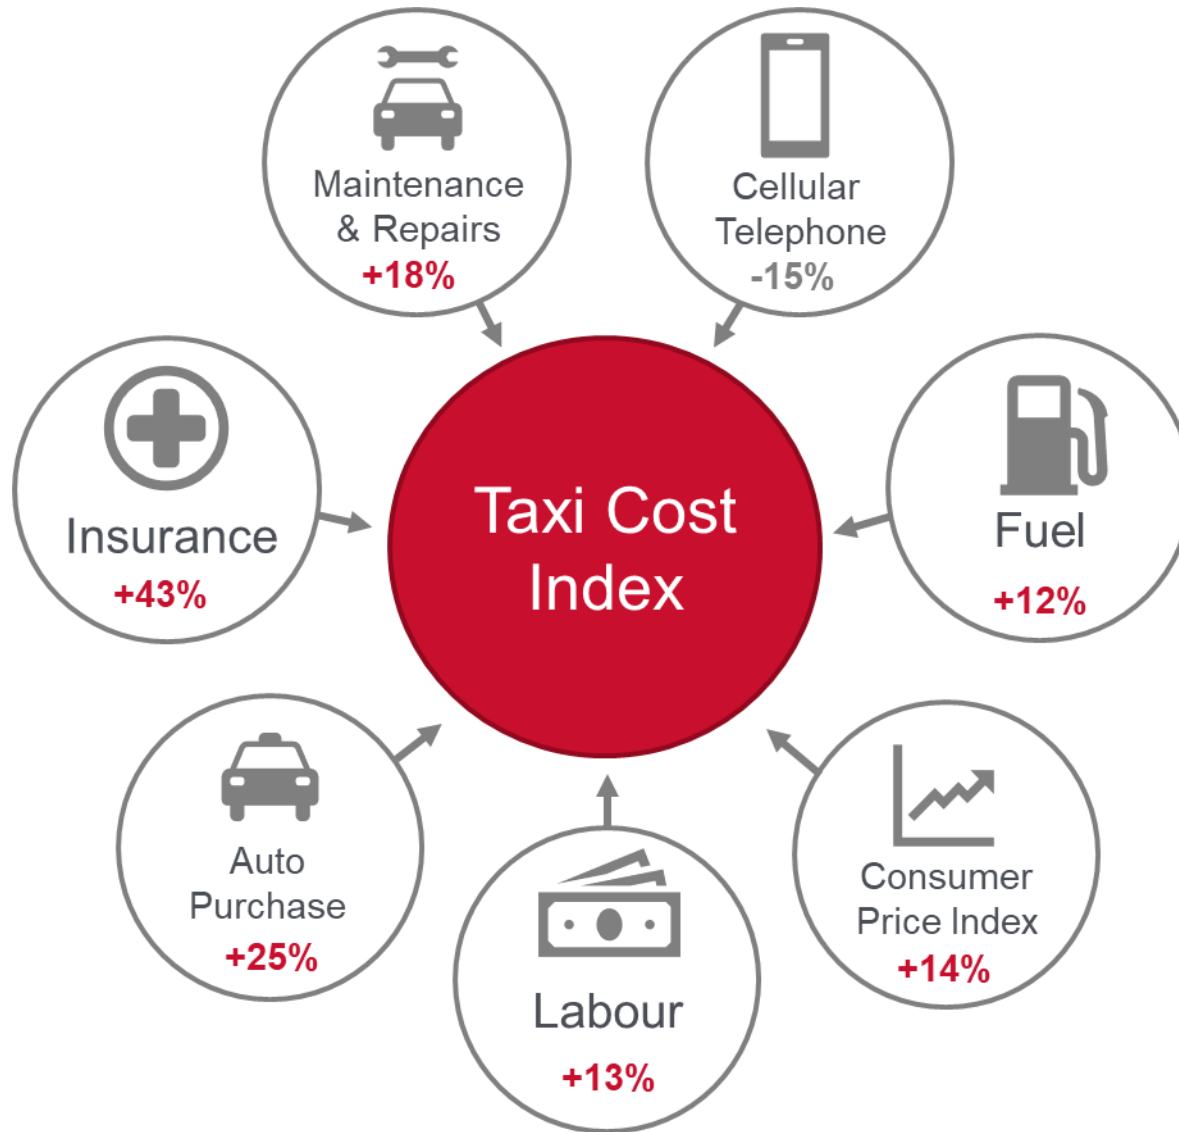 Maintenance
& Repairs
+18%
Cellular
Telephone
-15%
Insurance
+43%
Taxi Cost
Index
Fuel
+12%
Auto
Purchase
+25%
Labour
+13%
Consumer
Price Index
+14%